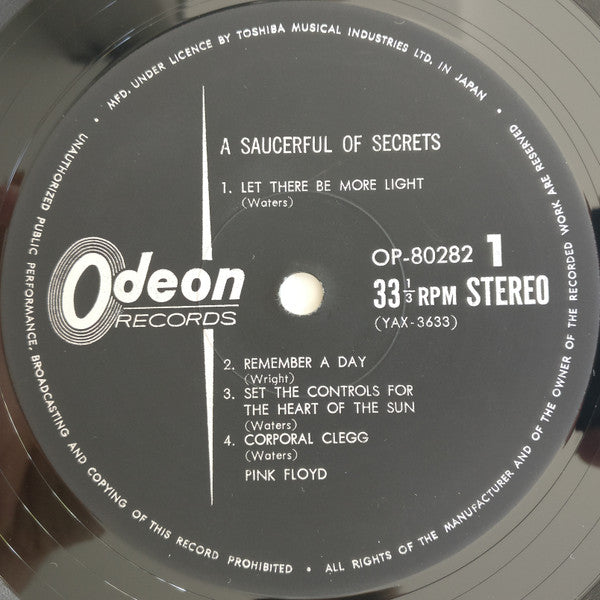 MFD. UNDER LICENCE BY TOSHIBA MUSICAL INDUSTRIES LTD. IN JAPAN
A SAUCERFUL OF SECRETS
1. LET THERE BE MORE LIGHT
(Waters)
Odeon
RECORDS
OP-80282 1
33 1/3 RPM STEREO
(YAX-3633)
2. REMEMBER A DAY
(Wright)
3. SET THE CONTROLS FOR
THE HEART OF THE SUN
(Waters)
4. CORPORAL CLEGG
(Waters)
PINK FLOYD
UNAUTHORIZED PUBLIC PERFORMANCE, BROADCASTING AND COPYING OF THIS RECORD PROHIBITED • ALL RIGHTS OF THE MANUFACTURER AND OF THE OWNER OF THE RECORDED WORK ARE RESERVED •